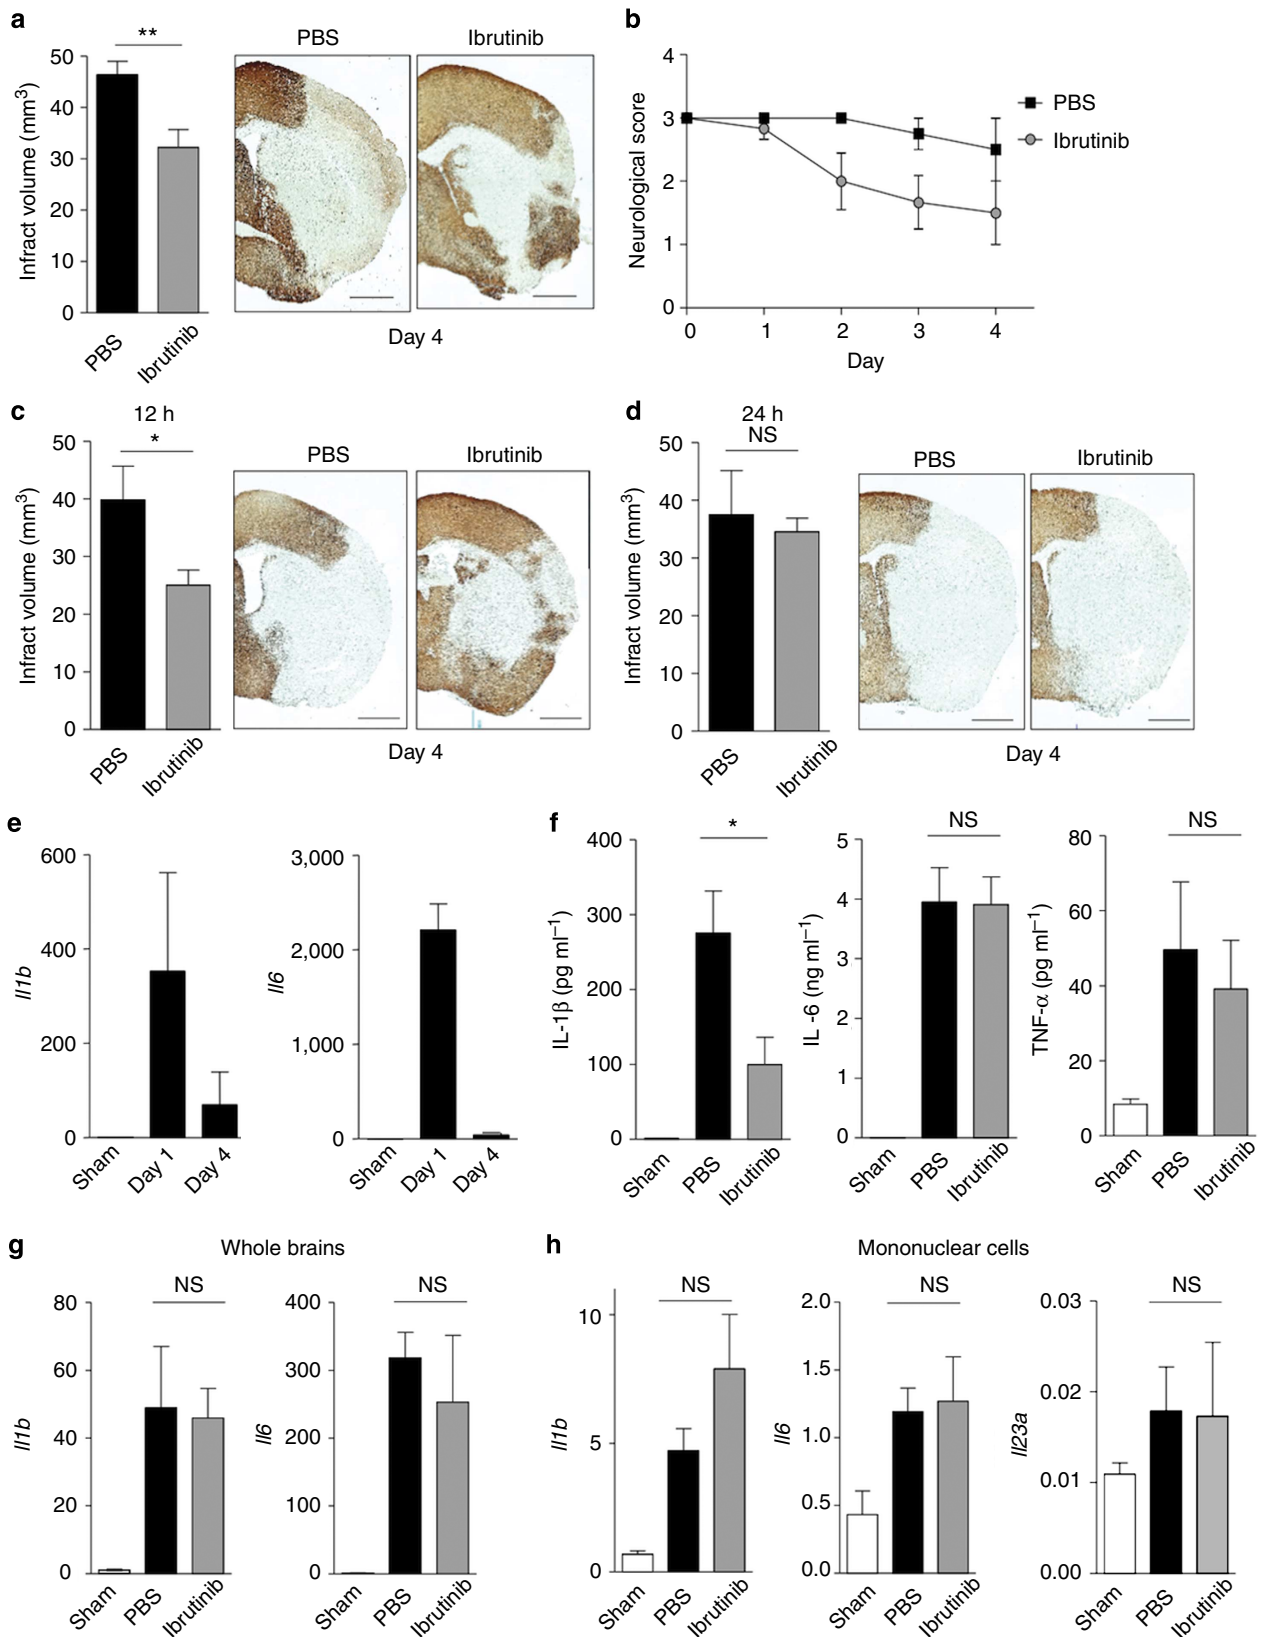 a
**
50
40
30
20
10
0
Infract volume (mm³)
PBS
Ibrutinib
PBS
Ibrutinib
Day 4
b
4
3
2
1
0
Neurological score
0 1 2 3 4
Day
PBS
Ibrutinib
c
12 h
*
50
40
30
20
10
0
Infract volume (mm³)
PBS
Ibrutinib
PBS
Ibrutinib
Day 4
d
24 h
NS
50
40
30
20
10
0
Infract volume (mm³)
PBS
Ibrutinib
PBS
Ibrutinib
Day 4
e
600
400
200
0
Il1b
Sham
Day 1
Day 4
3,000
2,000
1,000
0
Il6
Sham
Day 1
Day 4
f
*
400
300
200
100
0
IL-1β (pg ml⁻¹)
Sham
PBS
Ibrutinib
NS
5
4
3
2
1
0
IL -6 (ng ml⁻¹)
Sham
PBS
Ibrutinib
NS
80
60
40
20
0
TNF-α (pg ml⁻¹)
Sham
PBS
Ibrutinib
g
Whole brains
NS
80
60
40
20
0
Il1b
Sham
PBS
Ibrutinib
NS
400
300
200
100
0
Il6
Sham
PBS
Ibrutinib
h
Mononuclear cells
NS
10
5
0
Il1b
Sham
PBS
Ibrutinib
NS
2.0
1.5
1.0
0.5
0.0
Il6
Sham
PBS
Ibrutinib
NS
0.03
0.02
0.01
0.00
Il23a
Sham
PBS
Ibrutinib